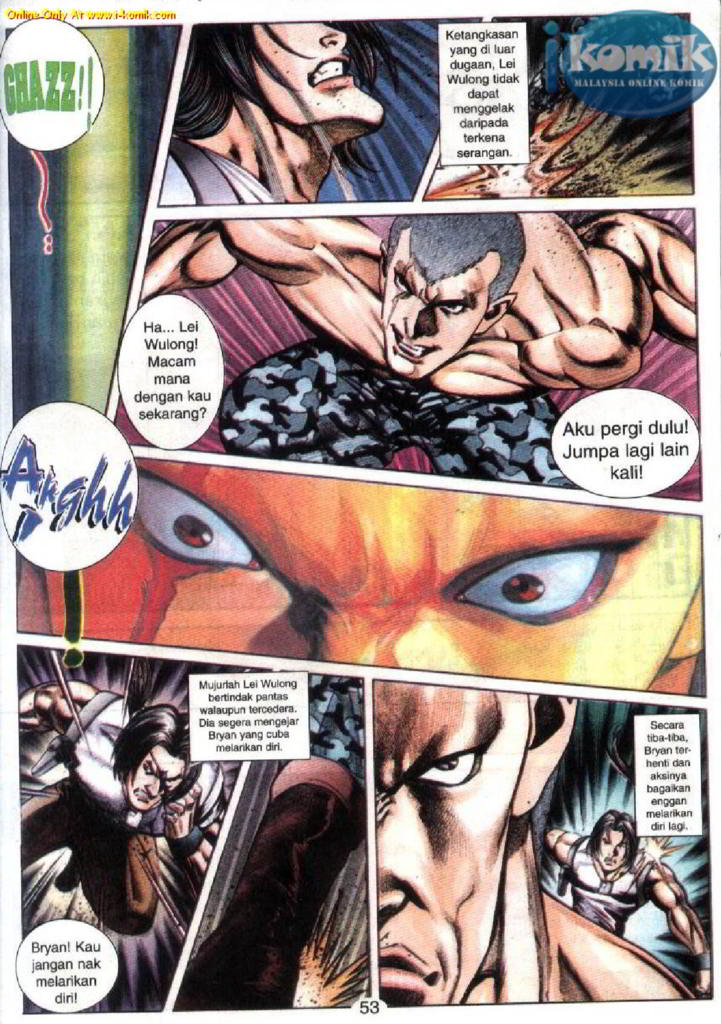 Online Only At www.i-komik.com
iKomik
MALAYSIA ONLINE KOMIK
GHAZZ!!
Ketangkasan
yang di luar
dugaan, Lei
Wulong tidak
dapat
menggelak
daripada
terkena
serangan.
Ha... Lei
Wulong!
Macam
mana
dengan kau
sekarang?
Aku pergi dulu!
Jumpa lagi lain
kali!
Arghh
Mujurlah Lei Wulong
bertindak pantas
walaupun tercedera.
Dia segera mengejar
Bryan yang cuba
melarikan diri.
Bryan! Kau
jangan nak
melarikan
diri!
Secara
tiba-tiba,
Bryan ter-
henti dan
aksinya
bagaikan
enggan
melarikan
diri lagi.
53